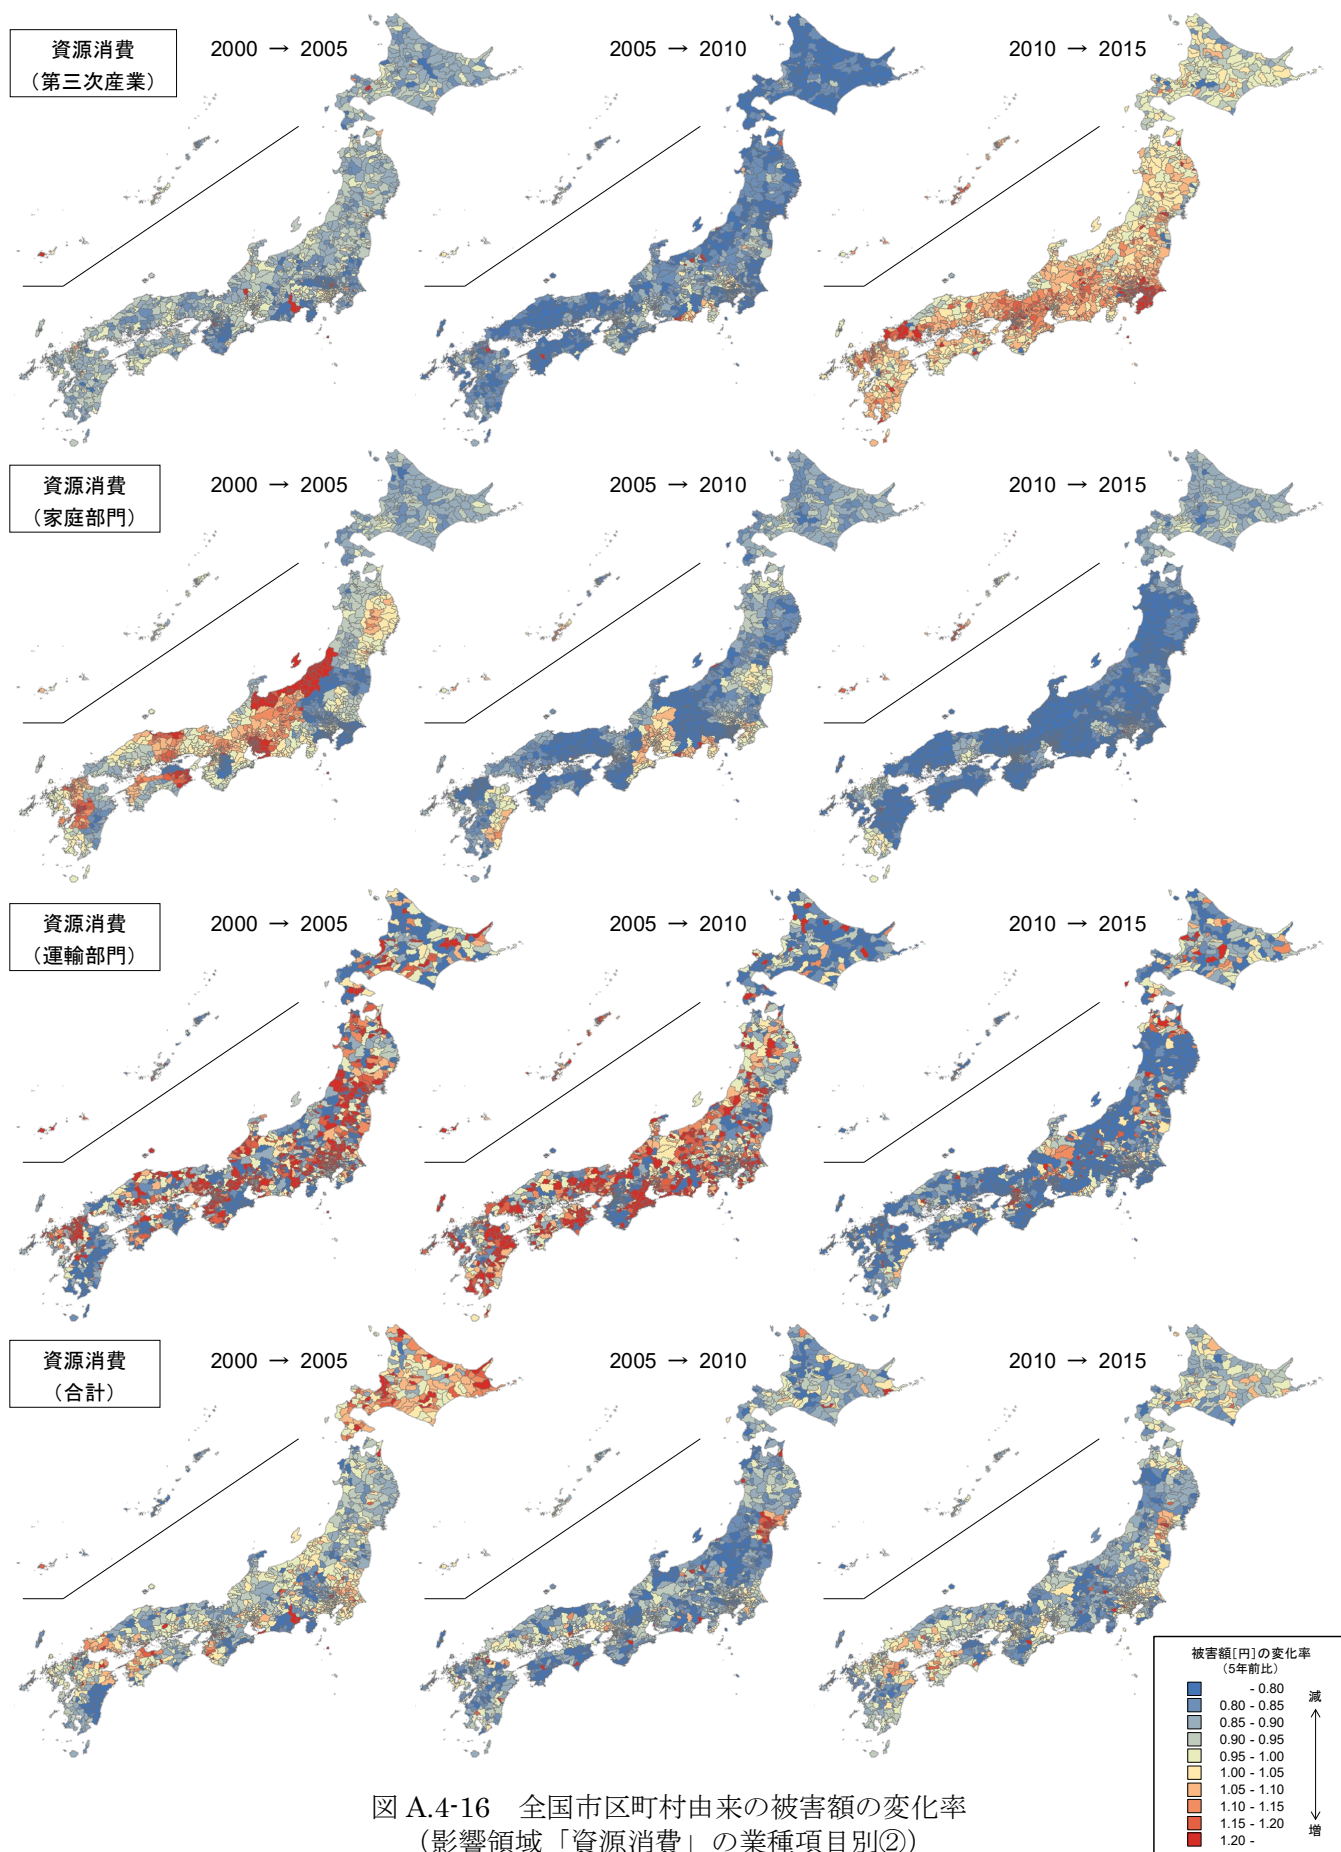 資源消費
（第三次産業）
2000 → 2005
2005 → 2010
2010 → 2015
資源消費
（家庭部門）
2000 → 2005
2005 → 2010
2010 → 2015
資源消費
（運輸部門）
2000 → 2005
2005 → 2010
2010 → 2015
資源消費
（合計）
2000 → 2005
2005 → 2010
2010 → 2015
被害額[円]の変化率
（5年前比）
- 0.80
0.80 - 0.85
0.85 - 0.90
0.90 - 0.95
0.95 - 1.00
1.00 - 1.05
1.05 - 1.10
1.10 - 1.15
1.15 - 1.20
1.20 -
減
増
図 A.4-16　全国市区町村由来の被害額の変化率
（影響領域「資源消費」の業種項目別②）